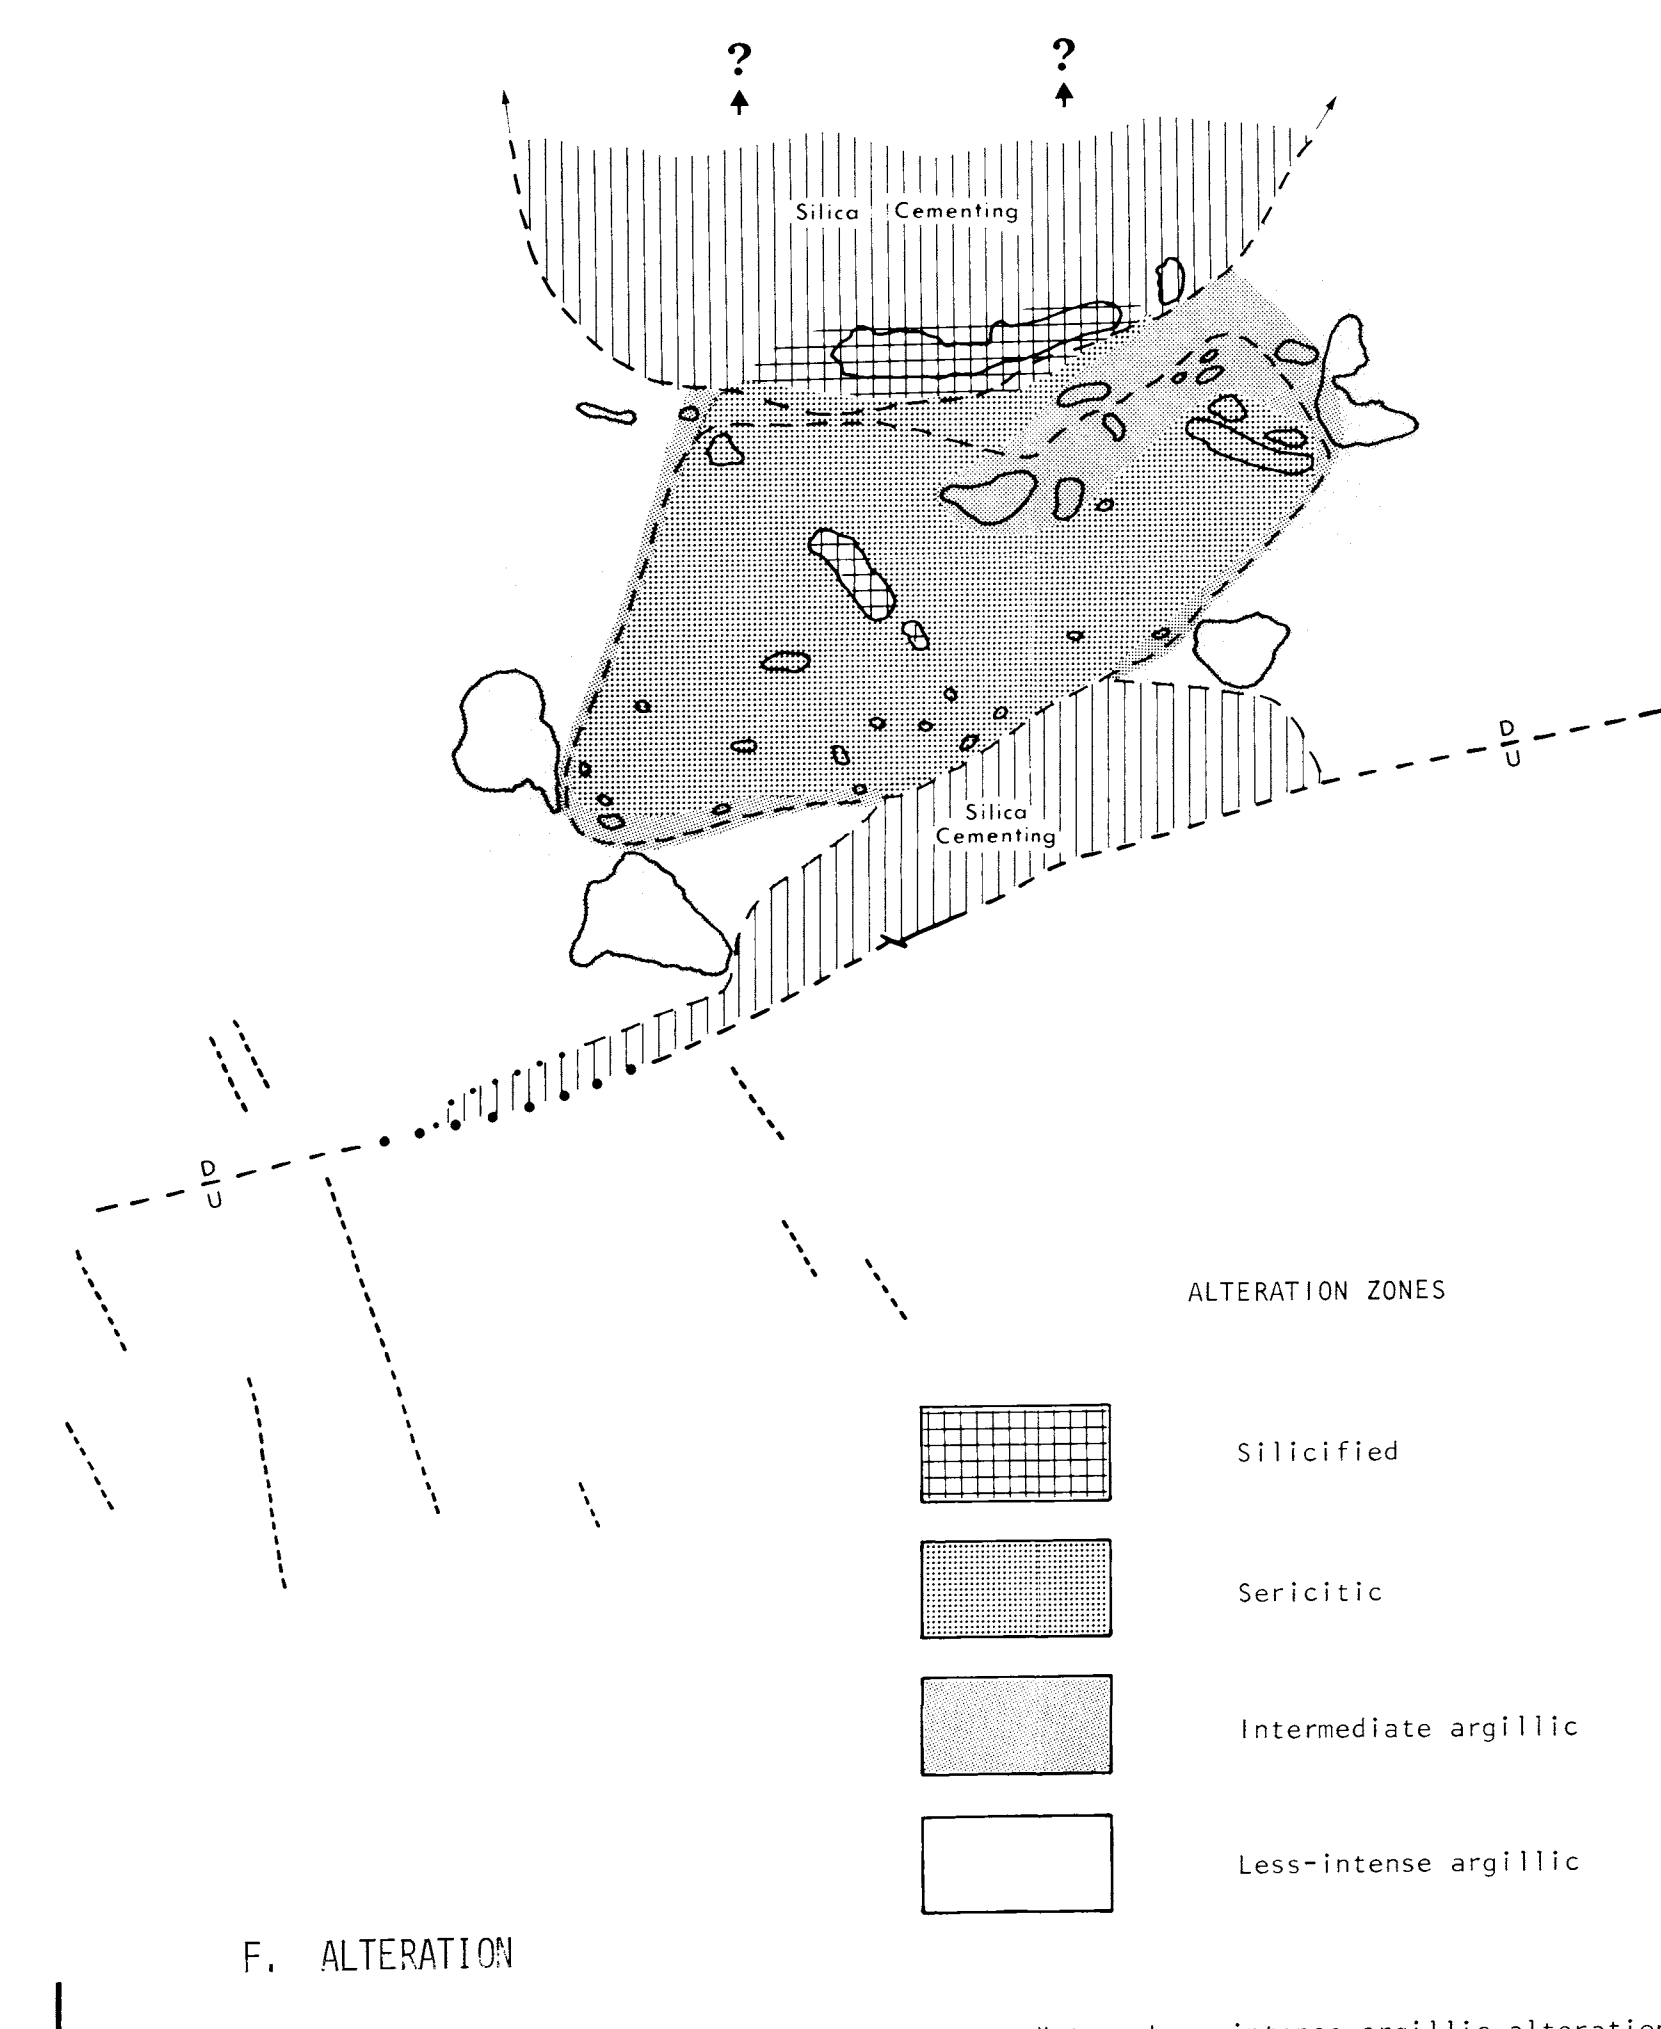 ? ?
Silica Cementing
D
U
Silica
Cementing
D
U
ALTERATION ZONES
Silicified
Sericitic
Intermediate argillic
Less-intense argillic
F. ALTERATION